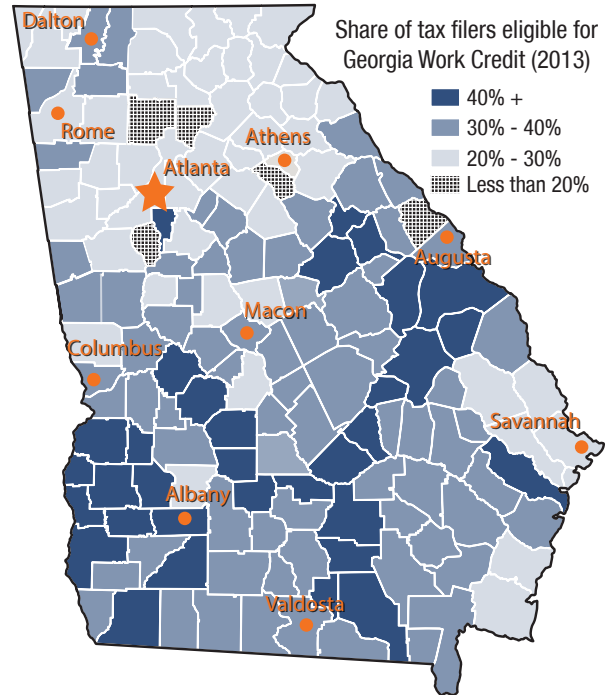 Share of tax filers eligible for
Georgia Work Credit (2013)
40% +
30% - 40%
20% - 30%
Less than 20%
Dalton
Rome
Athens
Atlanta
Augusta
Macon
Columbus
Savannah
Albany
Valdosta